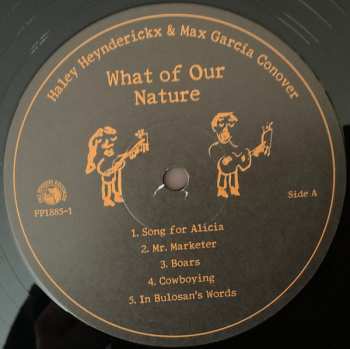 Haley Heynderickx & Max García Conover
What of Our
Nature
FP1885-1
Side A
1. Song for Alicia
2. Mr. Marketer
3. Boars
4. Cowboying
5. In Bulosan's Words